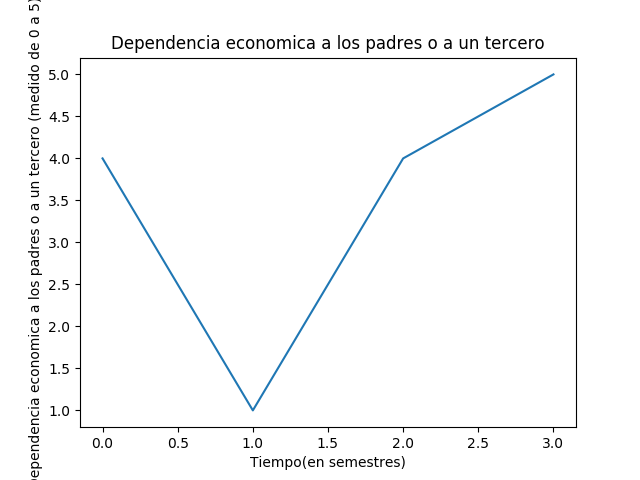 Dependencia economica a los padres o a un tercero
ependencia economica a los padres o a un tercero (medido de 0 a 5)
5.0
4.5
4.0
3.5
3.0
2.5
2.0
1.5
1.0
0.0 0.5 1.0 1.5 2.0 2.5 3.0
Tiempo(en semestres)